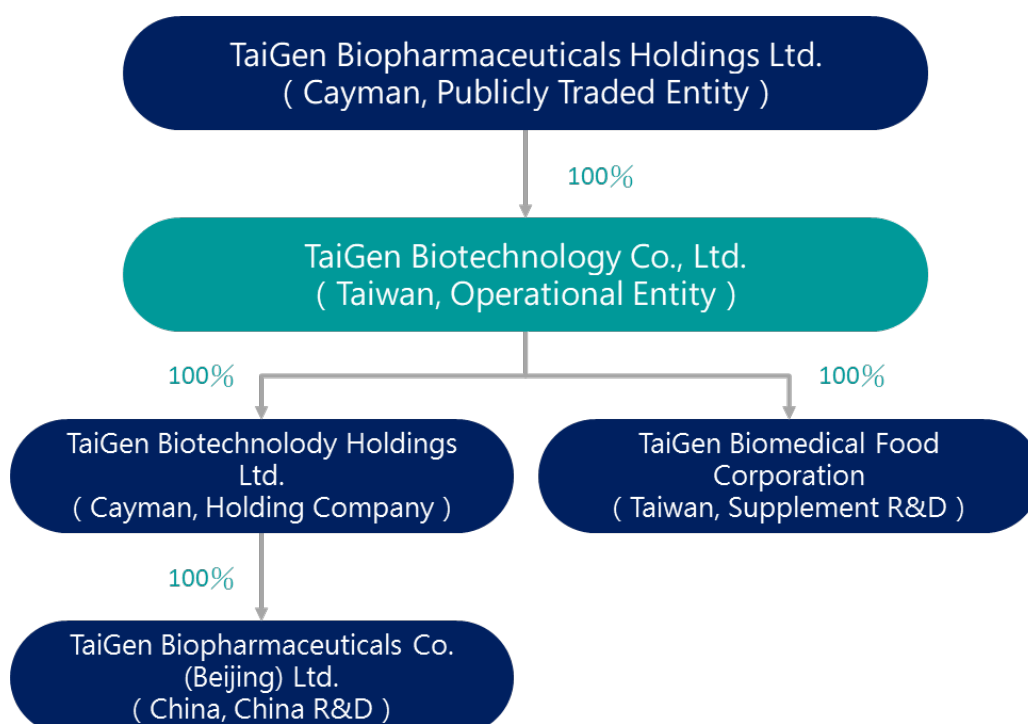 TaiGen Biopharmaceuticals Holdings Ltd.
( Cayman, Publicly Traded Entity )
100%
TaiGen Biotechnology Co., Ltd.
( Taiwan, Operational Entity )
100%
100%
TaiGen Biotechnolody Holdings
Ltd.
( Cayman, Holding Company )
TaiGen Biomedical Food
Corporation
( Taiwan, Supplement R&D )
100%
TaiGen Biopharmaceuticals Co.
(Beijing) Ltd.
( China, China R&D )